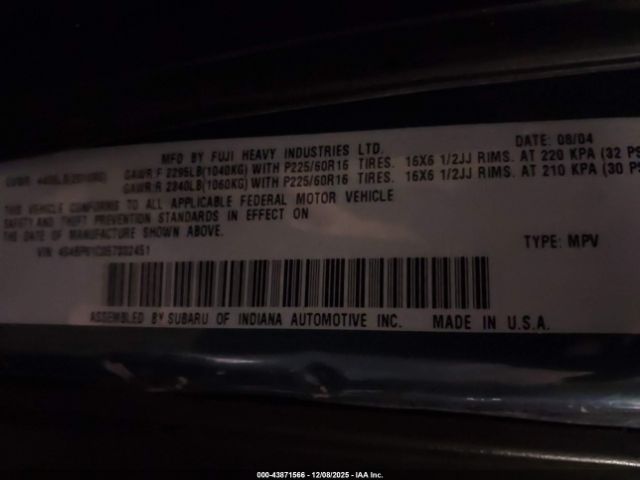 MFD BY FUJI HEAVY INDUSTRIES LTD. DATE: 08/04
GAWR:F 2295LB(1040KG) WITH P225/60R16 TIRES. 16X6 1/2JJ RIMS. AT 220 KPA (32 PS
GAWR:R 2340LB(1060KG) WITH P225/60R16 TIRES. 16X6 1/2JJ RIMS. AT 210 KPA (30 PS
THIS VEHICLE CONFORMS TO ALL APPLICABLE FEDERAL MOTOR VEHICLE
SAFETY AND THEFT PREVENTION STANDARDS IN EFFECT ON
THE DATE OF MANUFACTURE SHOWN ABOVE.
VIN: TYPE: MPV
ASSEMBLED BY SUBARU OF INDIANA AUTOMOTIVE INC. MADE IN U.S.A.
000-43871566 - 12/08/2025 - IAA Inc.